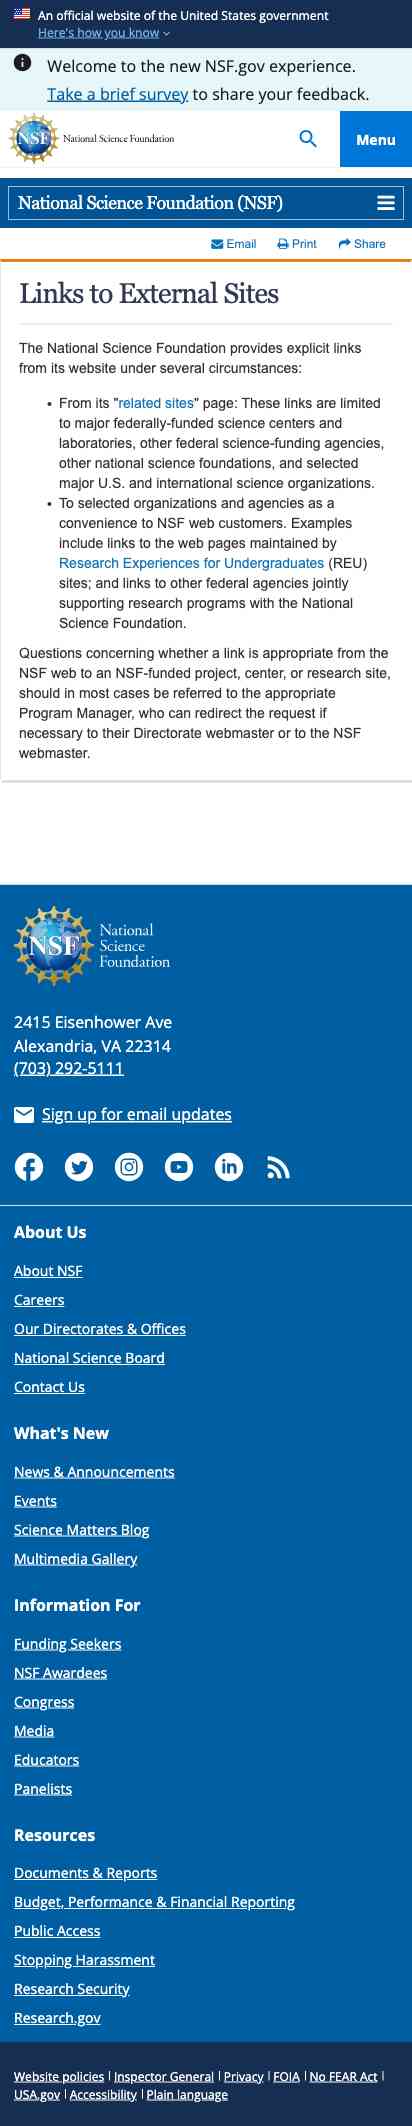 An official website of the United States government
Here's how you know
Welcome to the new NSF.gov experience.
Take a brief survey to share your feedback.
NSF
National Science Foundation
Menu
National Science Foundation (NSF)
Email
Print
Share
Links to External Sites
The National Science Foundation provides explicit links
from its website under several circumstances:
• From its "related sites" page: These links are limited
to major federally-funded science centers and
laboratories, other federal science-funding agencies,
other national science foundations, and selected
major U.S. and international science organizations.
• To selected organizations and agencies as a
convenience to NSF web customers. Examples
include links to the web pages maintained by
Research Experiences for Undergraduates (REU)
sites; and links to other federal agencies jointly
supporting research programs with the National
Science Foundation.
Questions concerning whether a link is appropriate from the
NSF web to an NSF-funded project, center, or research site,
should in most cases be referred to the appropriate
Program Manager, who can redirect the request if
necessary to their Directorate webmaster or to the NSF
webmaster.
NSF
National
Science
Foundation
2415 Eisenhower Ave
Alexandria, VA 22314
(703) 292-5111
Sign up for email updates
in
About Us
About NSF
Careers
Our Directorates & Offices
National Science Board
Contact Us
What's New
News & Announcements
Events
Science Matters Blog
Multimedia Gallery
Information For
Funding Seekers
NSF Awardees
Congress
Media
Educators
Panelists
Resources
Documents & Reports
Budget, Performance & Financial Reporting
Public Access
Stopping Harassment
Research Security
Research.gov
Website policies | Inspector General | Privacy | FOIA | No FEAR Act |
USA.gov | Accessibility | Plain language